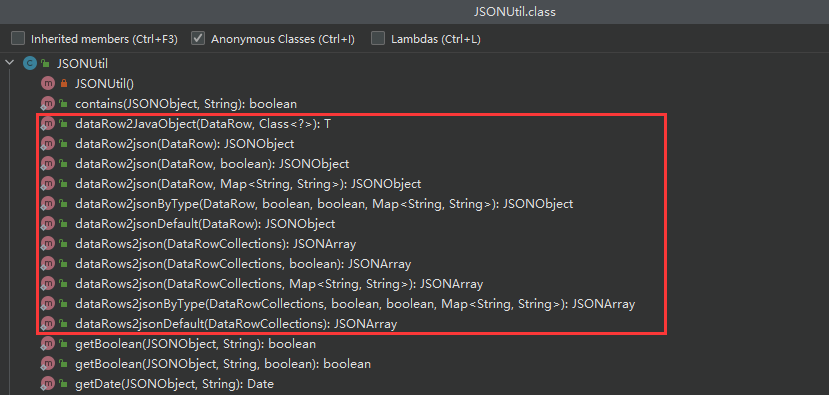 JSONUtil.class
Inherited members (Ctrl+F3) Anonymous Classes (Ctrl+I) Lambdas (Ctrl+L)
JSONUtil
JSONUtil()
contains(JSONObject, String): boolean
dataRow2JavaObject(DataRow, Class<?>): T
dataRow2json(DataRow): JSONObject
dataRow2json(DataRow, boolean): JSONObject
dataRow2json(DataRow, Map<String, String>): JSONObject
dataRow2jsonByType(DataRow, boolean, boolean, Map<String, String>): JSONObject
dataRow2jsonDefault(DataRow): JSONObject
dataRows2json(DataRowCollections): JSONArray
dataRows2json(DataRowCollections, boolean): JSONArray
dataRows2json(DataRowCollections, Map<String, String>): JSONArray
dataRows2jsonByType(DataRowCollections, boolean, boolean, Map<String, String>): JSONArray
dataRows2jsonDefault(DataRowCollections): JSONArray
getBoolean(JSONObject, String): boolean
getBoolean(JSONObject, String, boolean): boolean
getDate(JSONObject, String): Date